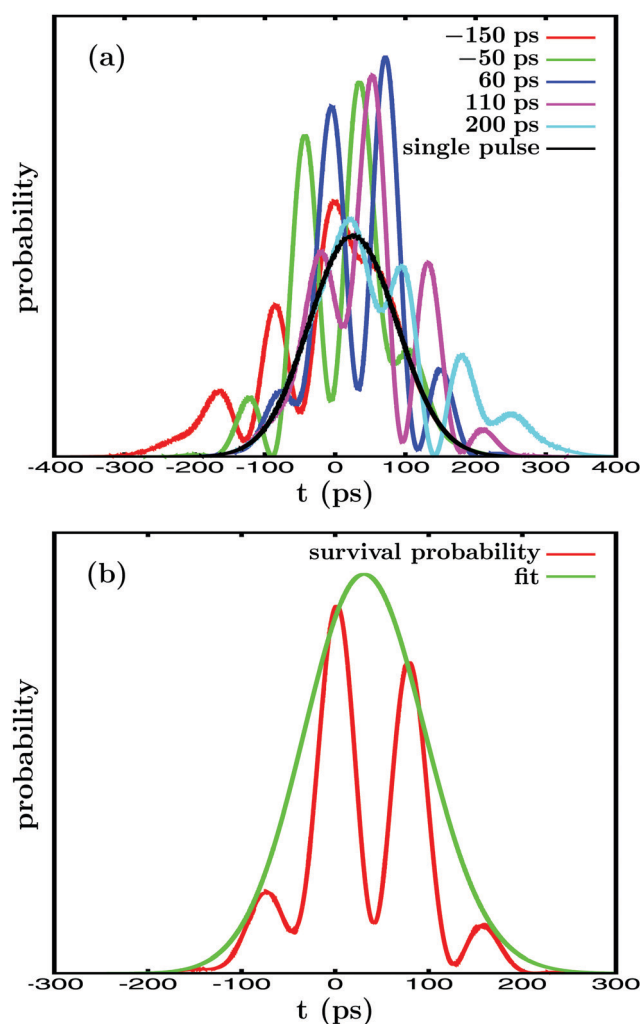 (a)
−150 ps
−50 ps
60 ps
110 ps
200 ps
single pulse
probability
-400 -300 -200 -100 0 100 200 300 400
t (ps)
(b)
survival probability
fit
probability
-300 -200 -100 0 100 200 300
t (ps)